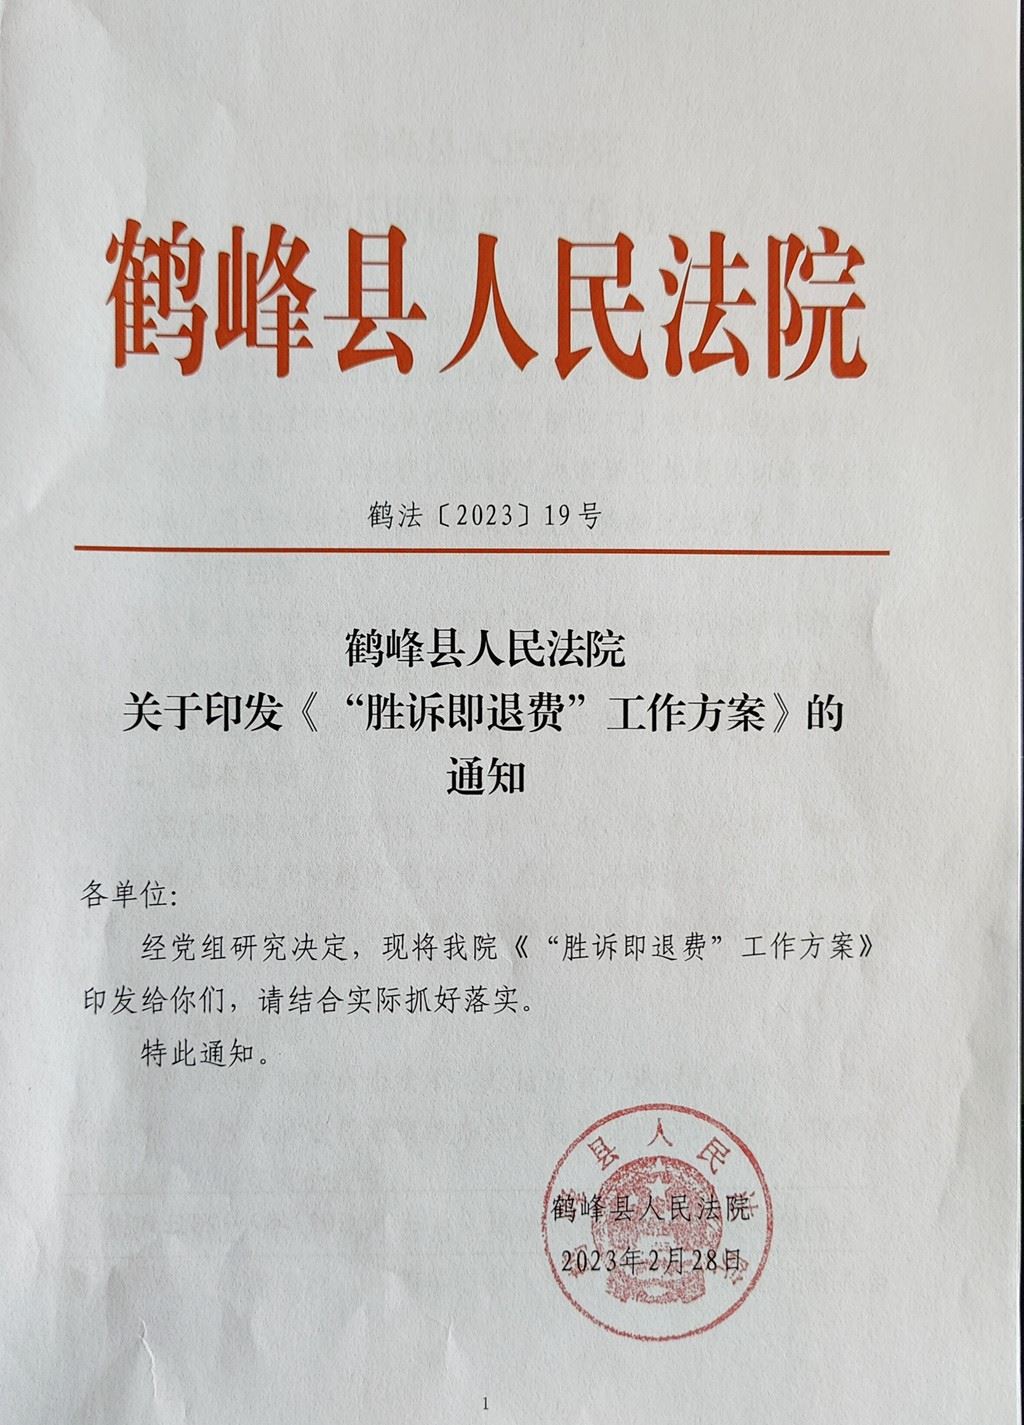 鹤峰县人民法院
鹤法〔2023〕19号
鹤峰县人民法院
关于印发《“胜诉即退费”工作方案》的
通知
各单位:
经党组研究决定，现将我院《“胜诉即退费”工作方案》
印发给你们，请结合实际抓好落实。
特此通知。
鹤峰县人民法院
鹤峰县人民法院
2023年2月28日
1